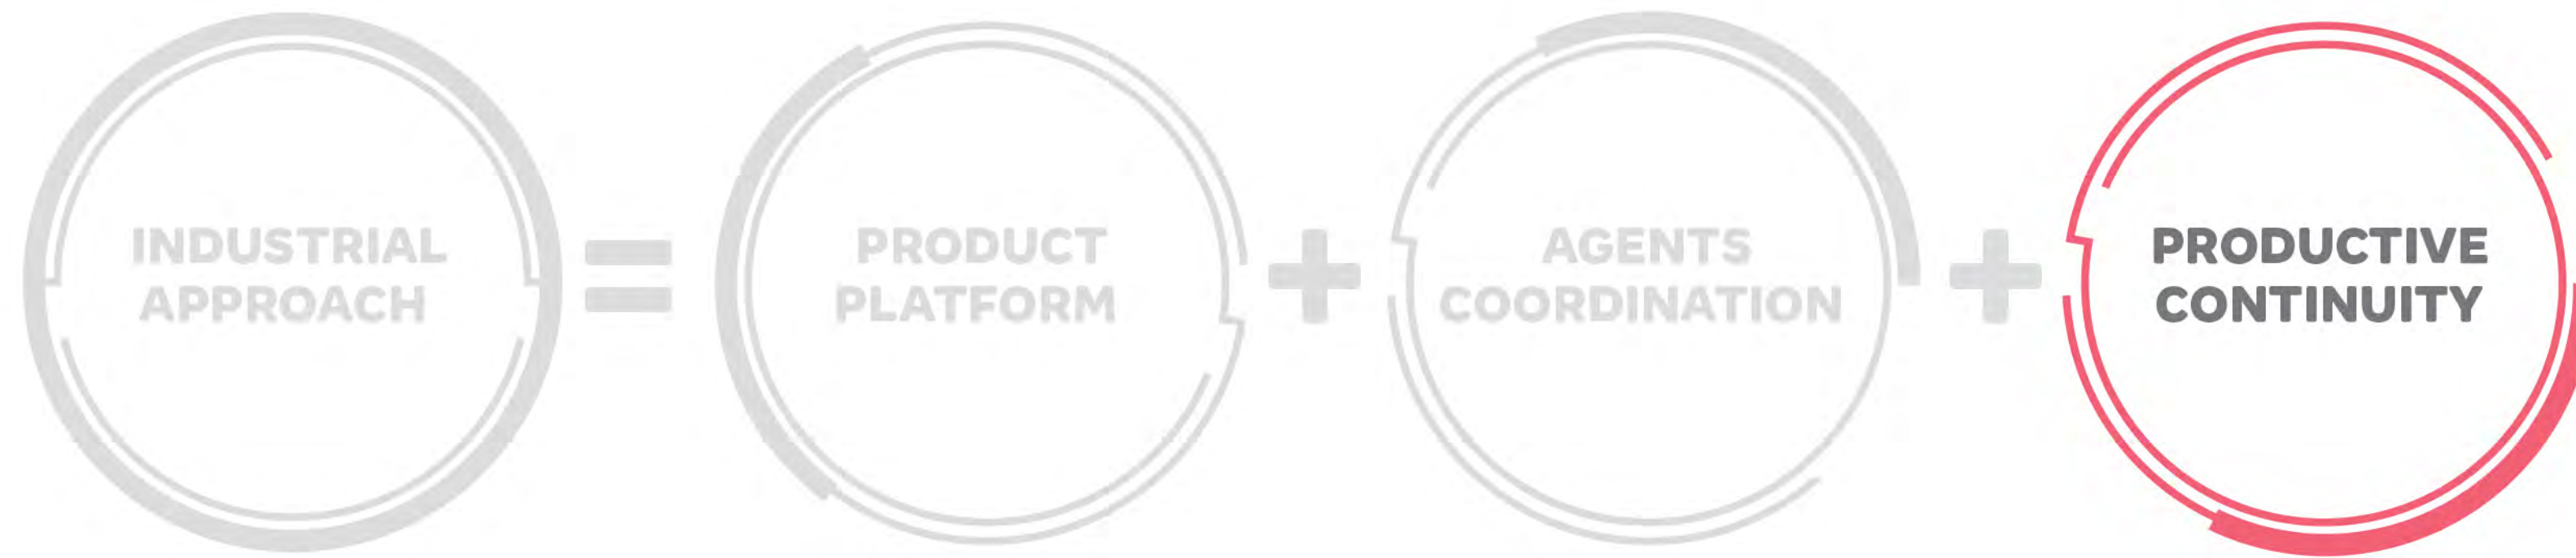 INDUSTRIAL
APPROACH
=
PRODUCT
PLATFORM
+
AGENTS
COORDINATION
+
PRODUCTIVE
CONTINUITY